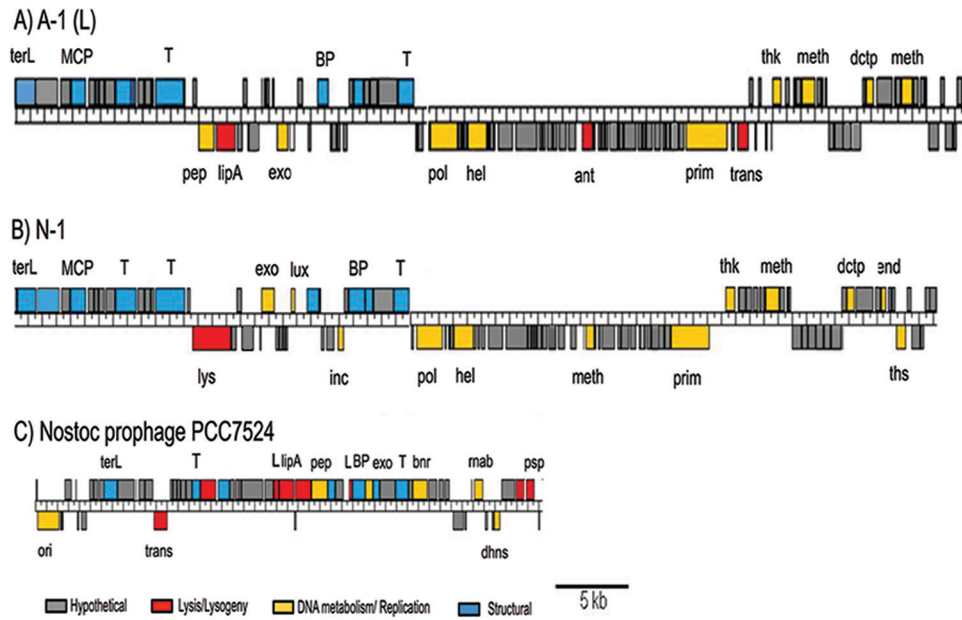 A) A-1 (L)
terL MCP T BP T thk meth dctp meth
pep lipA exo pol hel ant prim trans
B) N-1
terL MCP T T exo lux BP T thk meth dctp end
lys inc pol hel meth prim ths
C) Nostoc prophage PCC7524
terL T L lipA pep L BP exo T bnr rnab psp
ori trans dhns
Hypothetical Lysis/Lysogeny DNA metabolism/ Replication Structural 5 kb